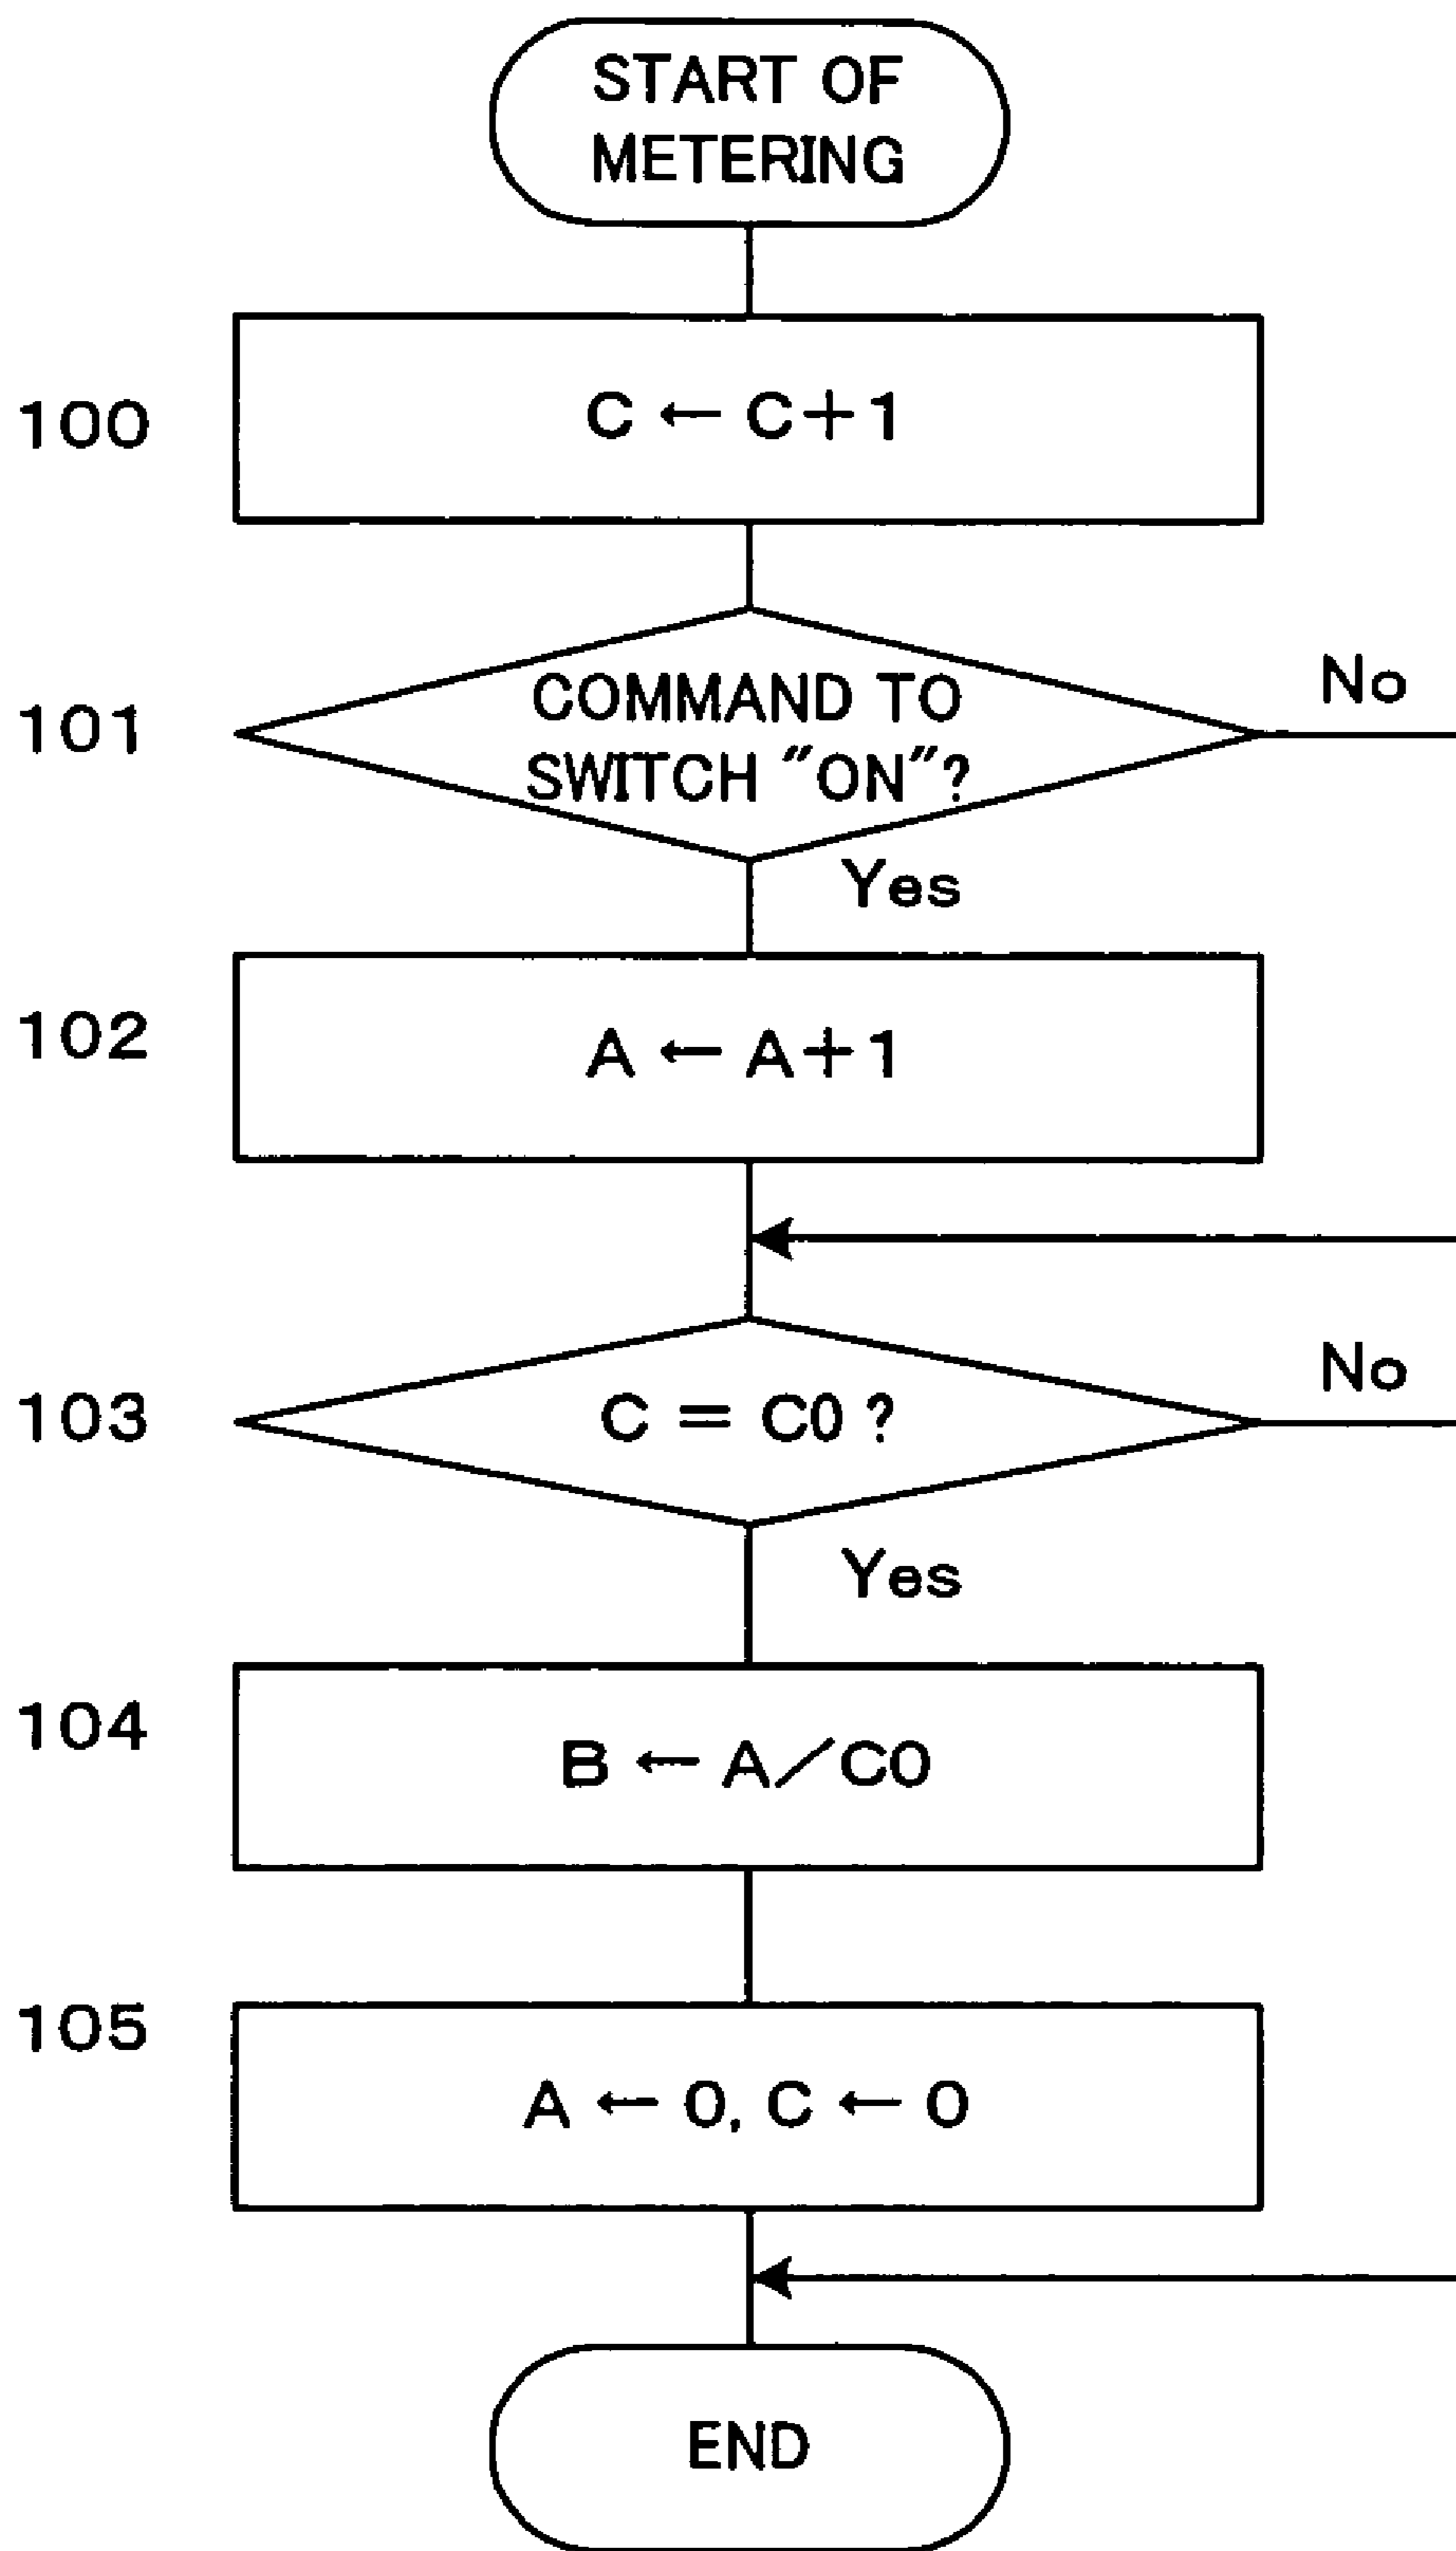 START OF
METERING
100
C ← C+1
101
COMMAND TO
SWITCH "ON"?
No
Yes
102
A ← A+1
103
C = C0 ?
No
Yes
104
B ← A/C0
105
A ← 0, C ← 0
END